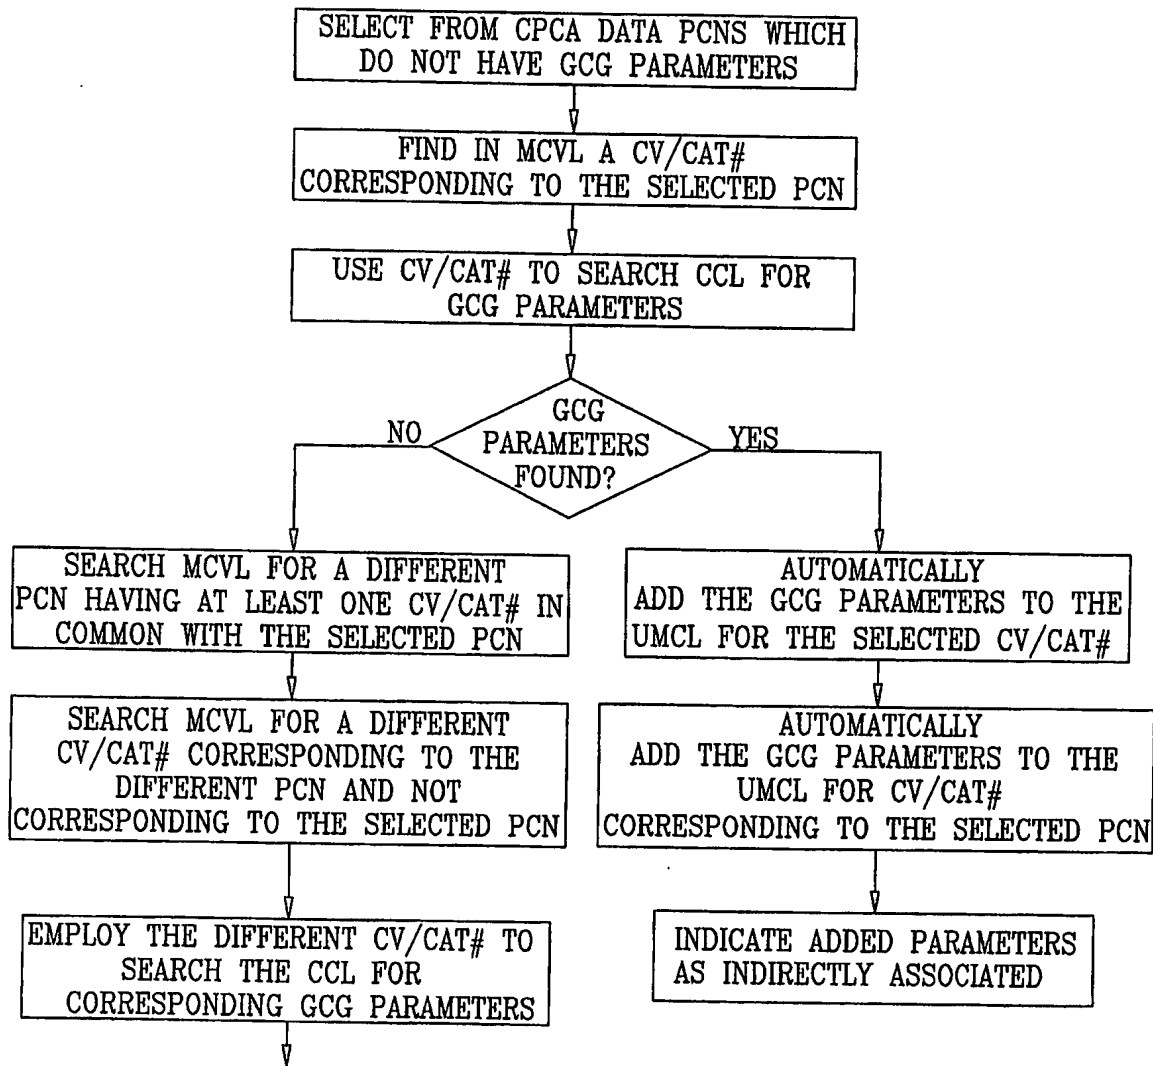 SELECT FROM CPCA DATA PCNS WHICH
DO NOT HAVE GCG PARAMETERS
FIND IN MCVL A CV/CAT#
CORRESPONDING TO THE SELECTED PCN
USE CV/CAT# TO SEARCH CCL FOR
GCG PARAMETERS
GCG
PARAMETERS
FOUND?
NO
YES
SEARCH MCVL FOR A DIFFERENT
PCN HAVING AT LEAST ONE CV/CAT# IN
COMMON WITH THE SELECTED PCN
SEARCH MCVL FOR A DIFFERENT
CV/CAT# CORRESPONDING TO THE
DIFFERENT PCN AND NOT
CORRESPONDING TO THE SELECTED PCN
EMPLOY THE DIFFERENT CV/CAT# TO
SEARCH THE CCL FOR
CORRESPONDING GCG PARAMETERS
AUTOMATICALLY
ADD THE GCG PARAMETERS TO THE
UMCL FOR THE SELECTED CV/CAT#
AUTOMATICALLY
ADD THE GCG PARAMETERS TO THE
UMCL FOR CV/CAT#
CORRESPONDING TO THE SELECTED PCN
INDICATE ADDED PARAMETERS
AS INDIRECTLY ASSOCIATED